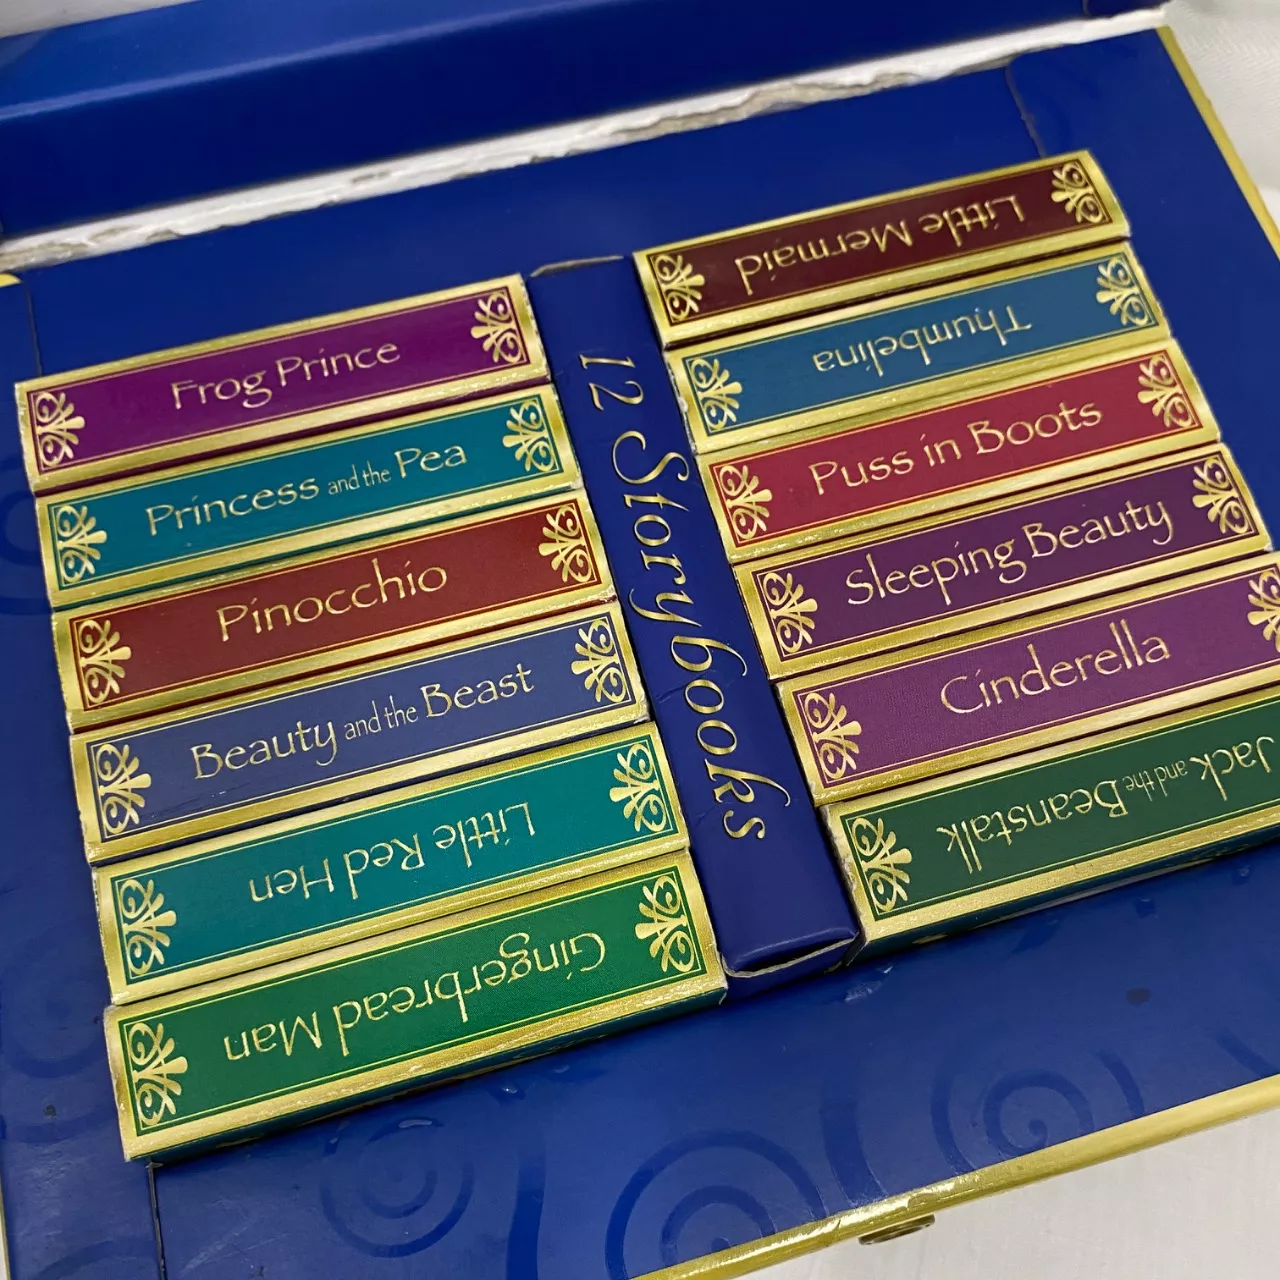 Frog Prince
Princess and the Pea
Pinocchio
Beauty and the Beast
Little Red Hen
Gingerbread Man
12 Storybooks
Little Mermaid
Thumbelina
Puss in Boots
Sleeping Beauty
Cinderella
Jack and the Beanstalk